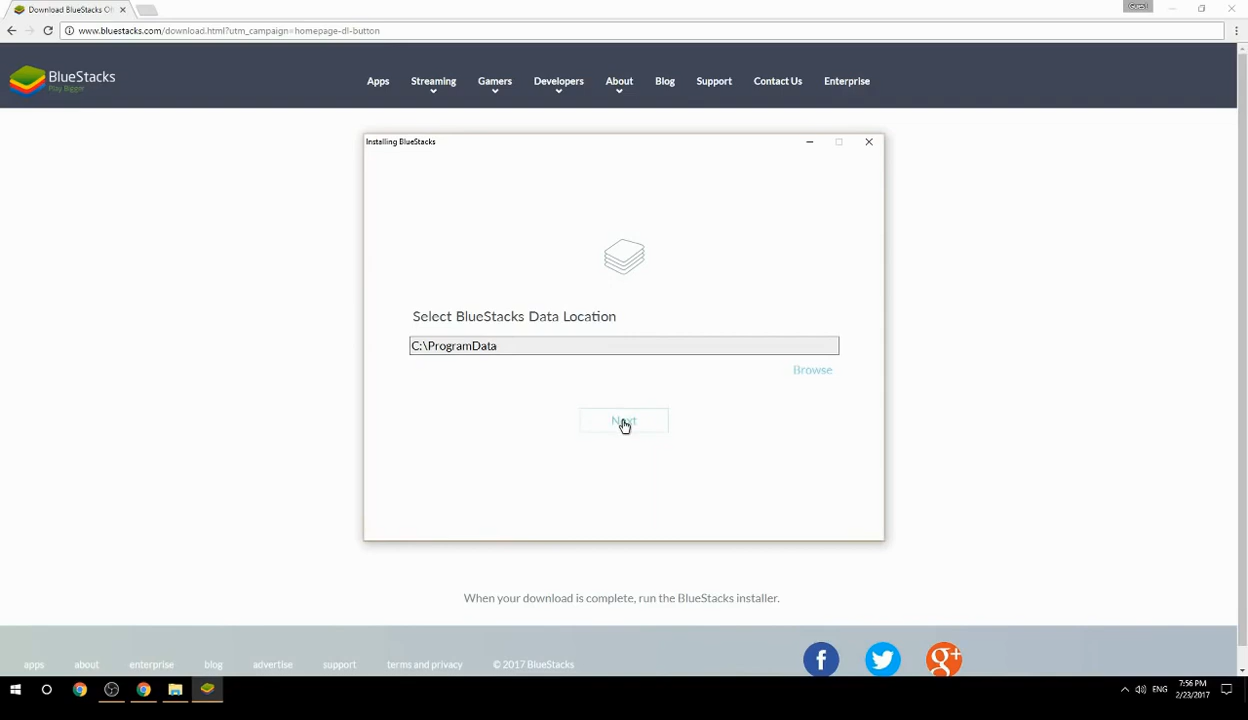 Download BlueStacks Of
Guest
www.bluestacks.com/download.html?utm_campaign=homepage-dl-button
BlueStacks
Play Bigger
Apps Streaming Gamers Developers About Blog Support Contact Us Enterprise
Installing BlueStacks
Select BlueStacks Data Location
C:\ProgramData
Browse
Next
When your download is complete, run the BlueStacks installer.
apps about enterprise blog advertise support terms and privacy © 2017 BlueStacks
f g+
ENG 7:56 PM
2/23/2017